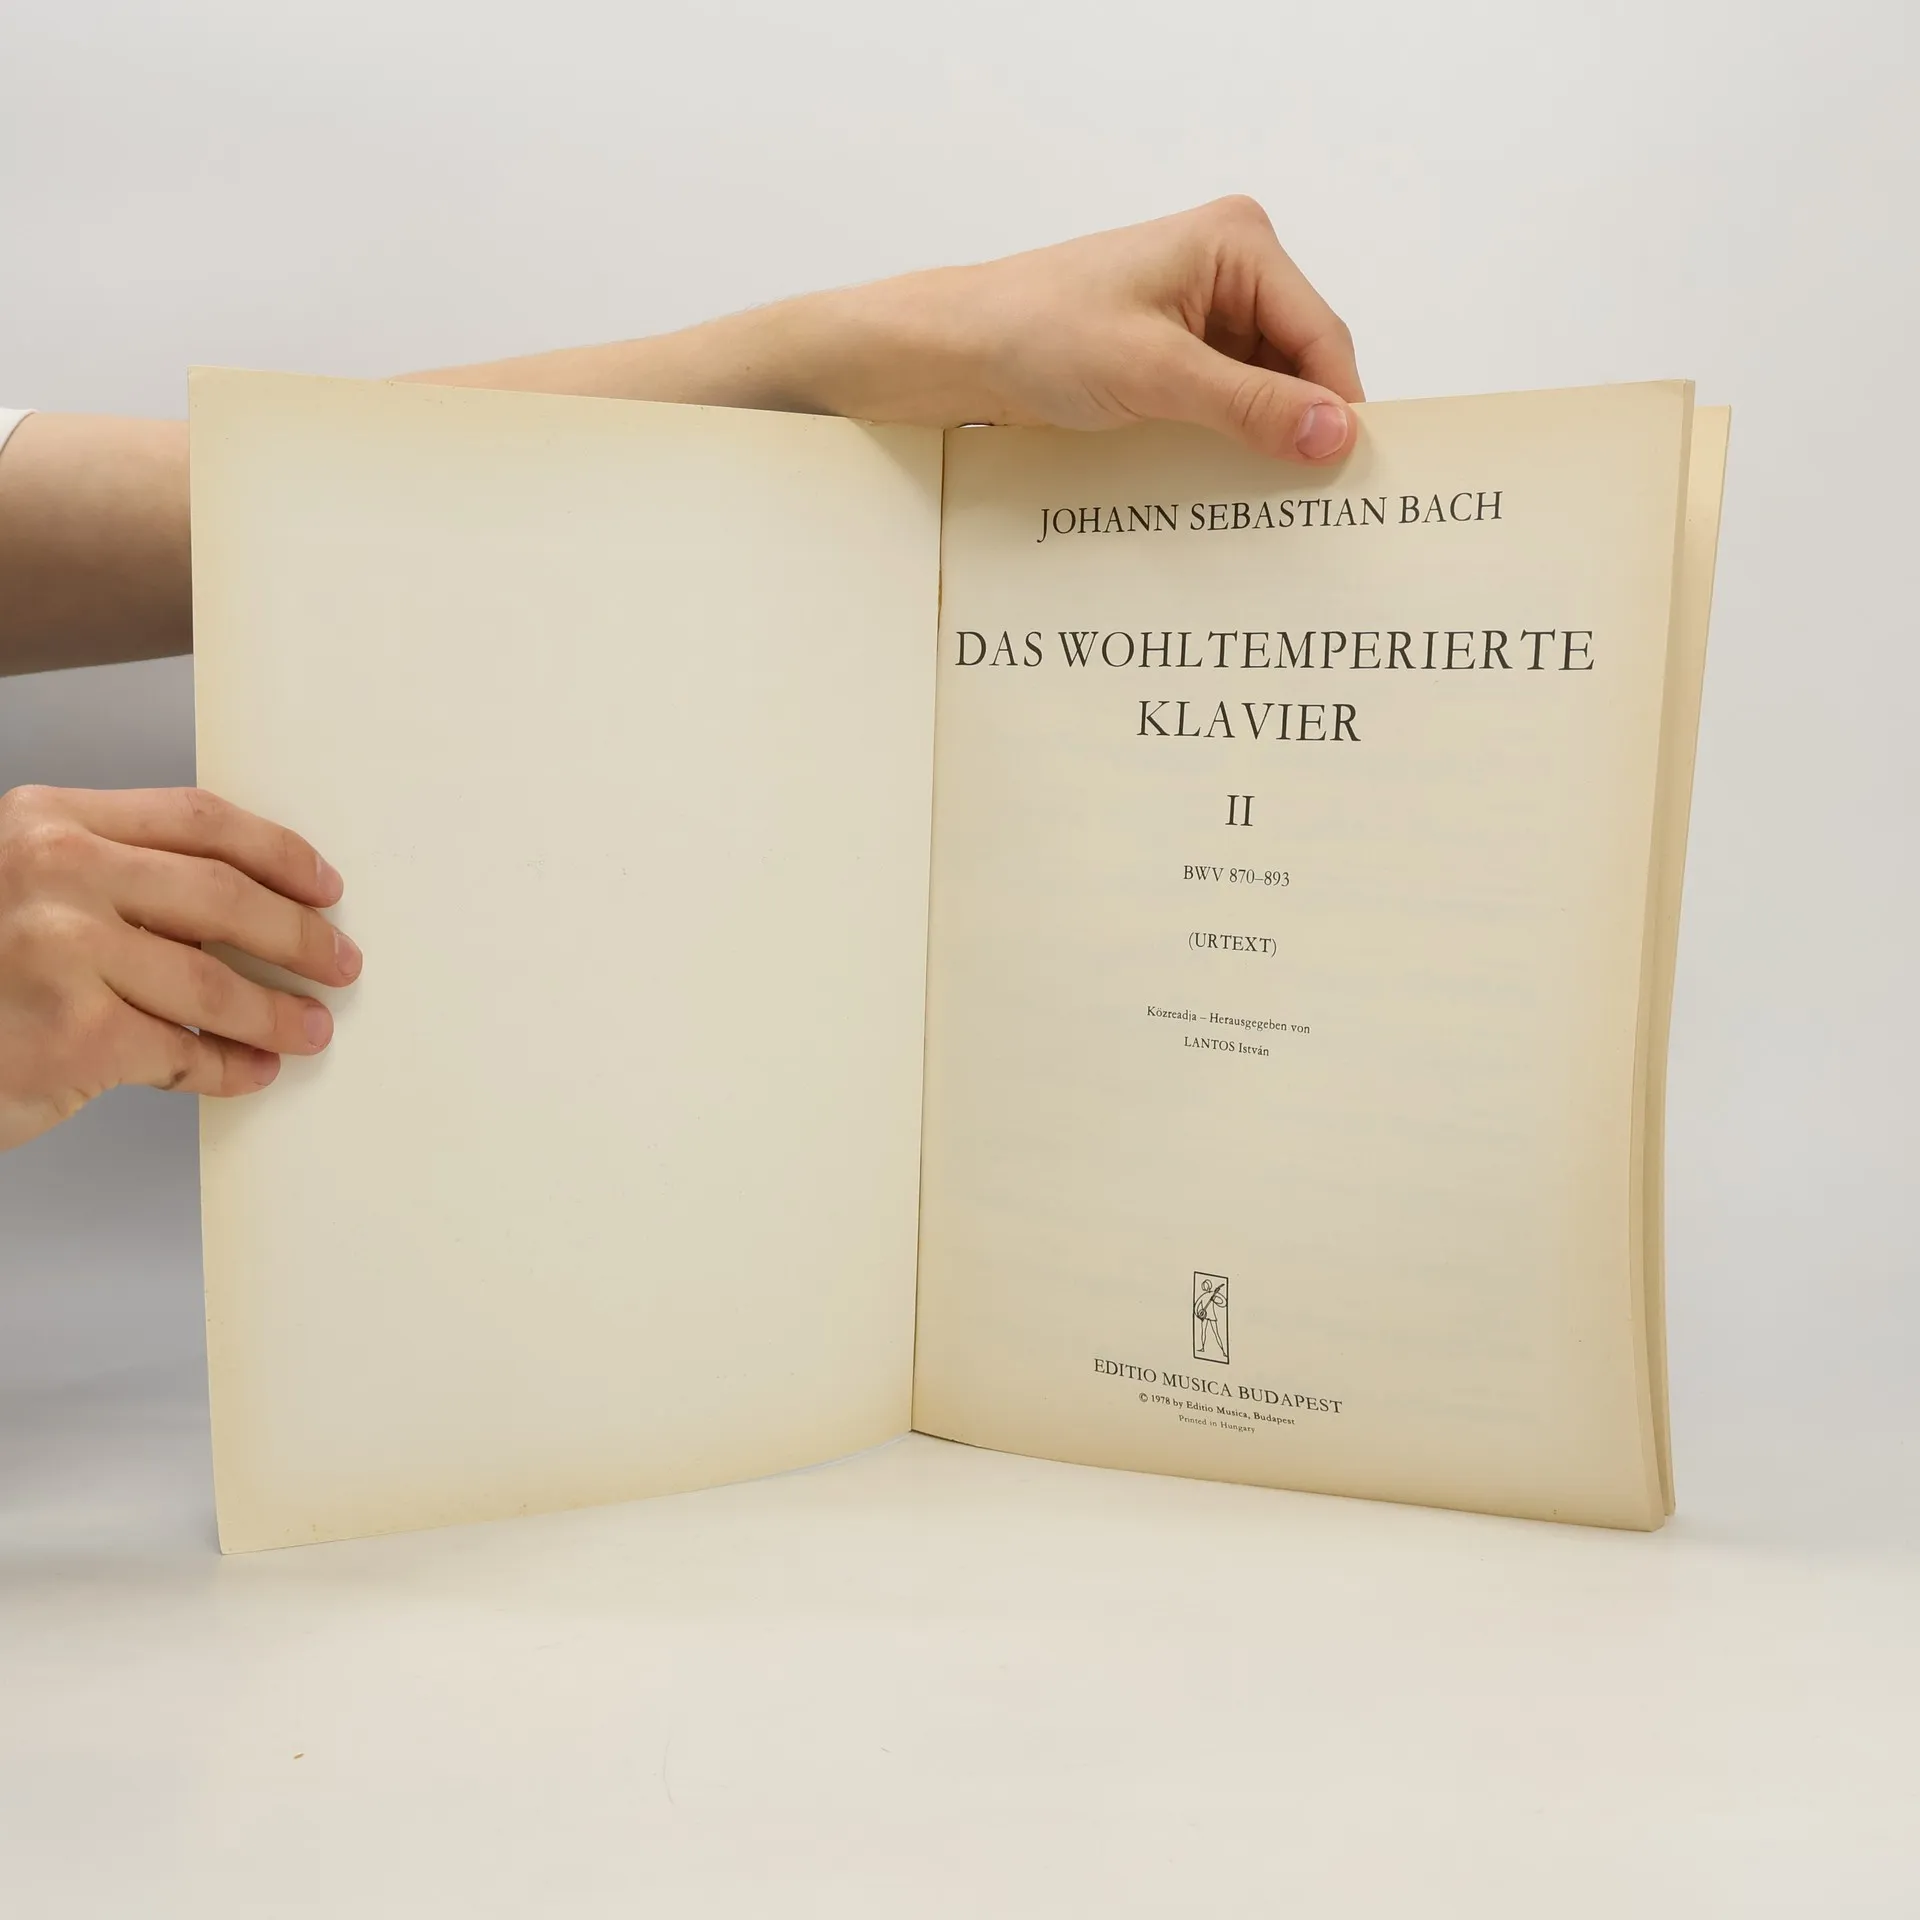 JOHANN SEBASTIAN BACH
DAS WOHLTEMPERIERTE
KLAVIER
II
BWV 870–893
(URTEXT)
Közreadja – Herausgegeben von
LANTOS István
EDITIO MUSICA BUDAPEST
© 1978 by Editio Musica, Budapest
Printed in Hungary